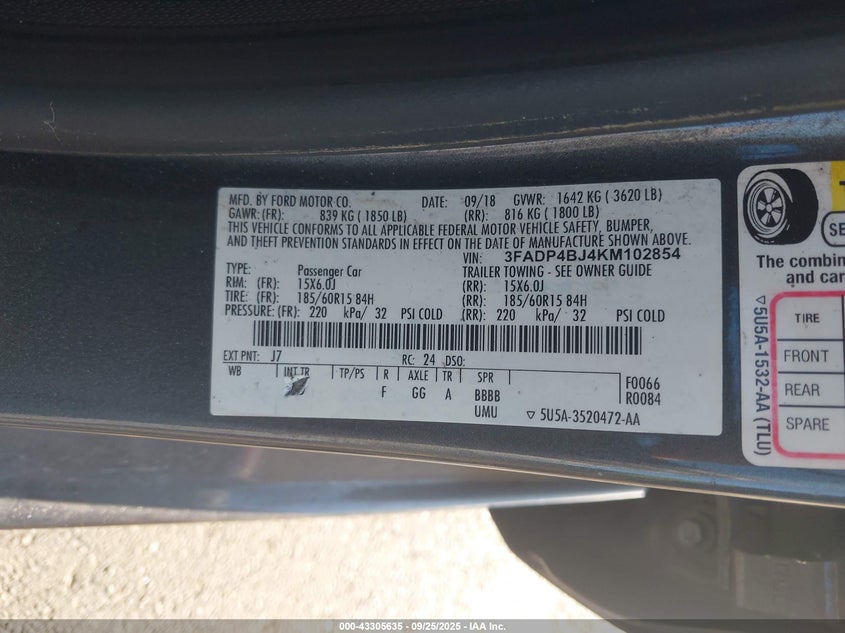 MFD. BY FORD MOTOR CO. DATE: 09/18 GVWR: 1642 KG ( 3620 LB)
GAWR: (FR): 839 KG ( 1850 LB) (RR): 816 KG ( 1800 LB)
THIS VEHICLE CONFORMS TO ALL APPLICABLE FEDERAL MOTOR VEHICLE SAFETY, BUMPER,
AND THEFT PREVENTION STANDARDS IN EFFECT ON THE DATE OF MANUFACTURE SHOWN ABOVE.
VIN: 3FADP4BJ4KM102854
TYPE: Passenger Car TRAILER TOWING - SEE OWNER GUIDE
RIM: (FR): 15X6.0J (RR): 15X6.0J
TIRE: (FR): 185/60R15 84H (RR): 185/60R15 84H
PRESSURE: (FR): 220 kPa/ 32 PSI COLD (RR): 220 kPa/ 32 PSI COLD
EXT PNT: J7 RC: 24 DSO:
WB INT TR TP/PS R AXLE TR SPR
F GG A BBBB
UMU
F0066
R0084
▽ 5U5A-3520472-AA
The combin
and car
▽ 5U5A-1532-AA (TLU)
TIRE
FRONT
REAR
SPARE
000-43305635 - 09/25/2025 - IAA Inc.